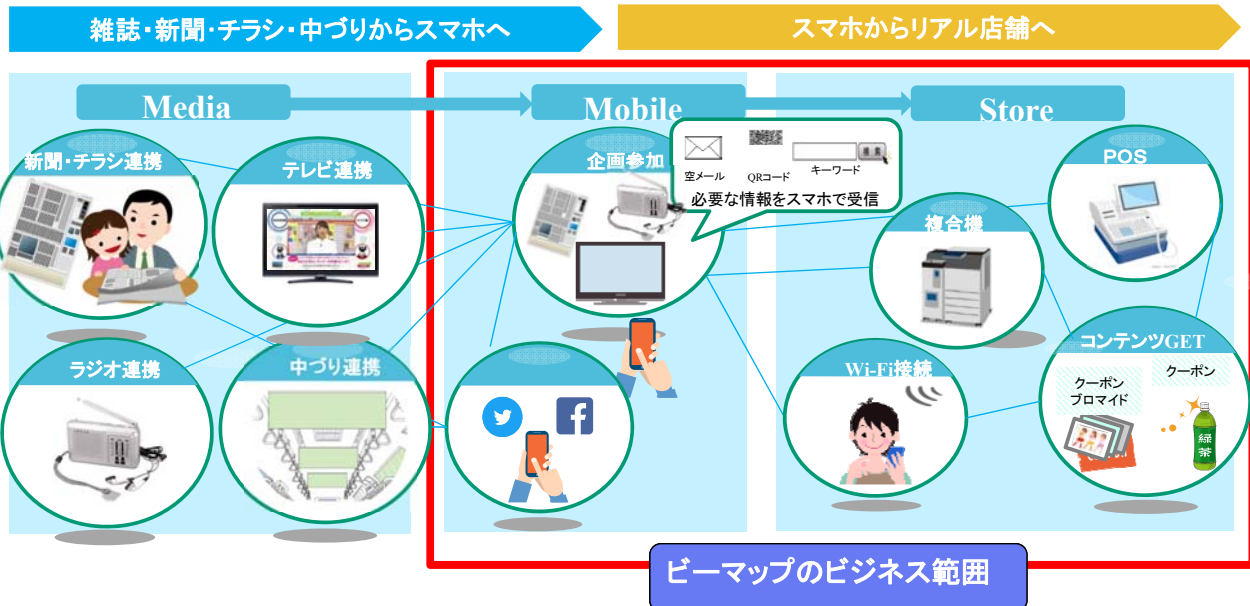 雑誌・新聞・チラシ・中づりからスマホへ
スマホからリアル店舗へ
Media
Mobile
Store
新聞・チラシ連携
テレビ連携
ラジオ連携
中づり連携
企画参加
空メール
QRコード
キーワード
検索
必要な情報をスマホで受信
複合機
POS
Wi-Fi接続
コンテンツGET
クーポン
ブロマイド
クーポン
緑茶
ビーマップのビジネス範囲